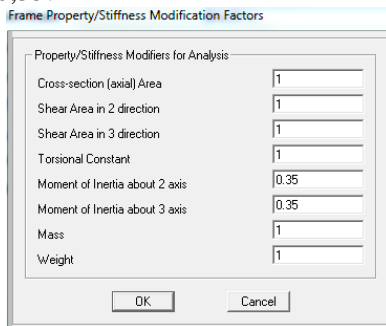 Frame Property/Stiffness Modification Factors
Property/Stiffness Modifiers for Analysis
Cross-section (axial) Area 1
Shear Area in 2 direction 1
Shear Area in 3 direction 1
Torsional Constant 1
Moment of Inertia about 2 axis 0.35
Moment of Inertia about 3 axis 0.35
Mass 1
Weight 1
OK Cancel